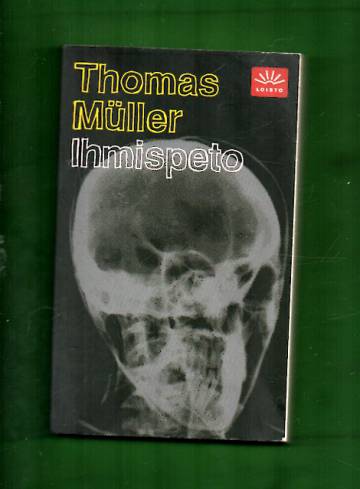 Thomas
Müller
Ihmispeto
LOISTO